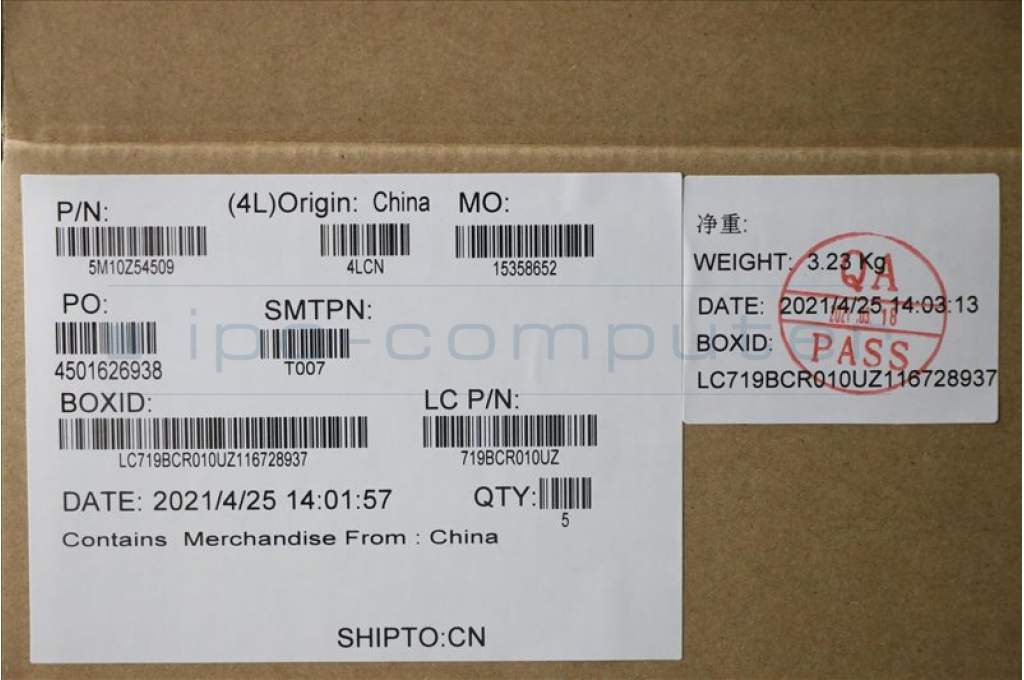 P/N:
5M10Z54509
(4L)Origin: China
4LCN
MO:
15358652
PO:
4501626938
SMTPN:
T007
BOXID:
LC719BCR010UZ116728937
LC P/N:
719BCR010UZ
DATE: 2021/4/25 14:01:57
QTY:
5
Contains Merchandise From : China
SHIPTO:CN
净重:
WEIGHT: 3.23 Kg
DATE: 2021/4/25 14:03:13
BOXID:
LC719BCR010UZ116728937
QA
PASS
ipc-computer